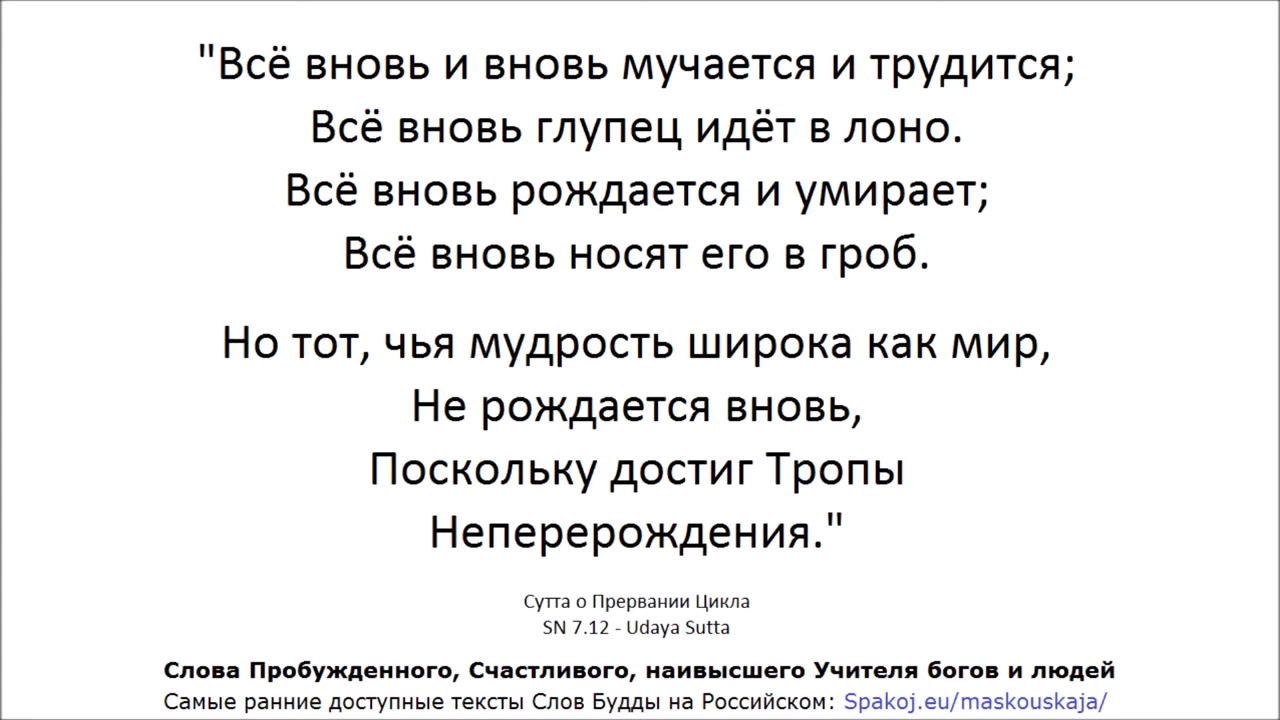 "Всё вновь и вновь мучается и трудится;
Всё вновь глупец идёт в лоно.
Всё вновь рождается и умирает;
Всё вновь носят его в гроб.
Но тот, чья мудрость широка как мир,
Не рождается вновь,
Поскольку достиг Тропы
Неперерождения."
Сутта о Прервании Цикла
SN 7.12 - Udaya Sutta
Слова Пробужденного, Счастливого, наивысшего Учителя богов и людей
Самые ранние доступные тексты Слов Будды на Российском: Spakoj.eu/maskouskaja/